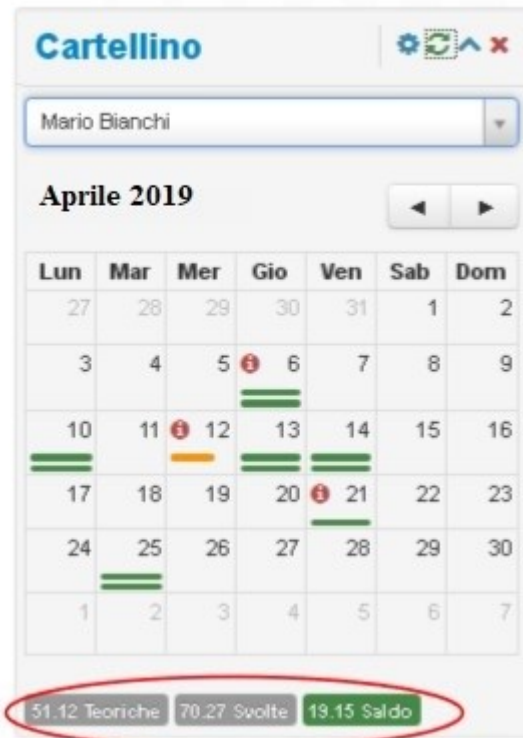 Cartellino
Mario Bianchi
Aprile 2019
Lun Mar Mer Gio Ven Sab Dom
27 28 29 30 31 1 2
3 4 5 6 7 8 9
10 11 12 13 14 15 16
17 18 19 20 21 22 23
24 25 26 27 28 29 30
1 2 3 4 5 6 7
51.12 Teoriche 70.27 Svolte 19.15 Saldo